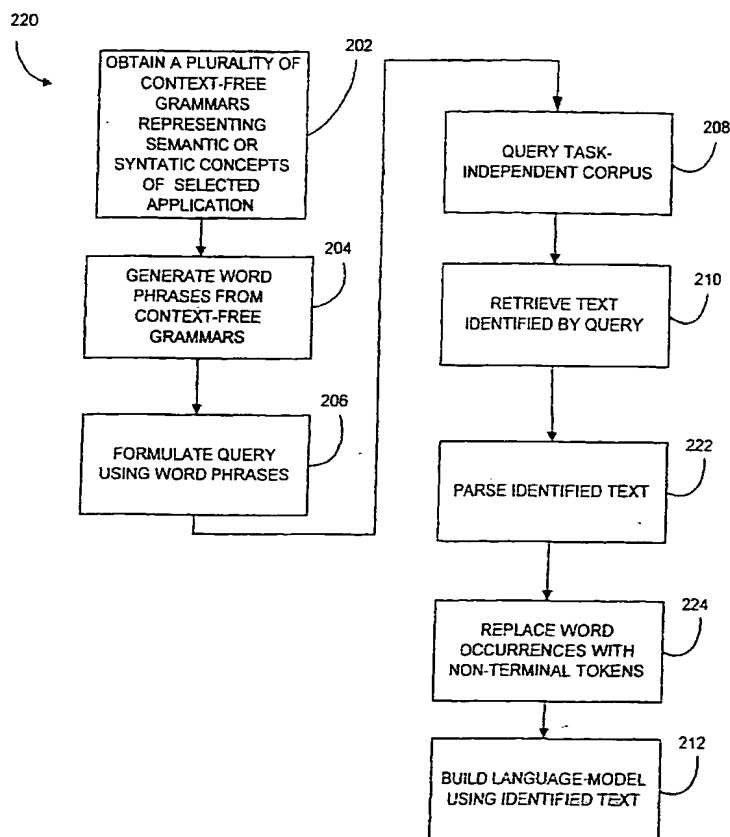 220
OBTAIN A PLURALITY OF
CONTEXT-FREE
GRAMMARS
REPRESENTING
SEMANTIC OR
SYNTATIC CONCEPTS
OF SELECTED
APPLICATION
202
GENERATE WORD
PHRASES FROM
CONTEXT-FREE
GRAMMARS
204
FORMULATE QUERY
USING WORD PHRASES
206
QUERY TASK-
INDEPENDENT CORPUS
208
RETRIEVE TEXT
IDENTIFIED BY QUERY
210
PARSE IDENTIFIED TEXT
222
REPLACE WORD
OCCURRENCES WITH
NON-TERMINAL TOKENS
224
BUILD LANGUAGE-MODEL
USING IDENTIFIED TEXT
212